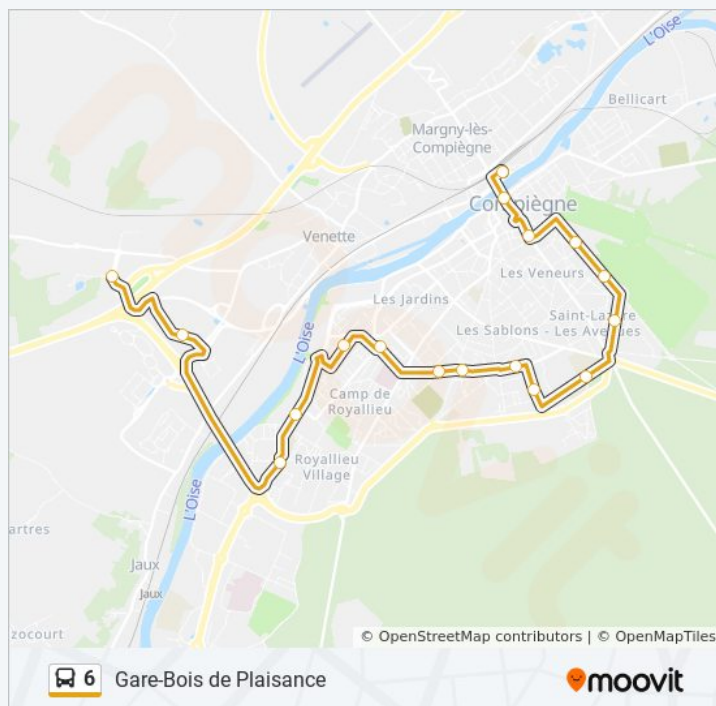 L'Oise
Bellicart
Margny-lès-
Compiègne
Compiègne
Venette
Les Veneurs
Les Jardins
Saint-Lazare
- Les Avenues
Les Sablons
L'Oise
Camp de
Royallieu
Royallieu
Village
L'Oise
artres
Jaux
Jaux
zocourt
© OpenStreetMap contributors | © OpenMapTiles
6 Gare-Bois de Plaisance
moovit